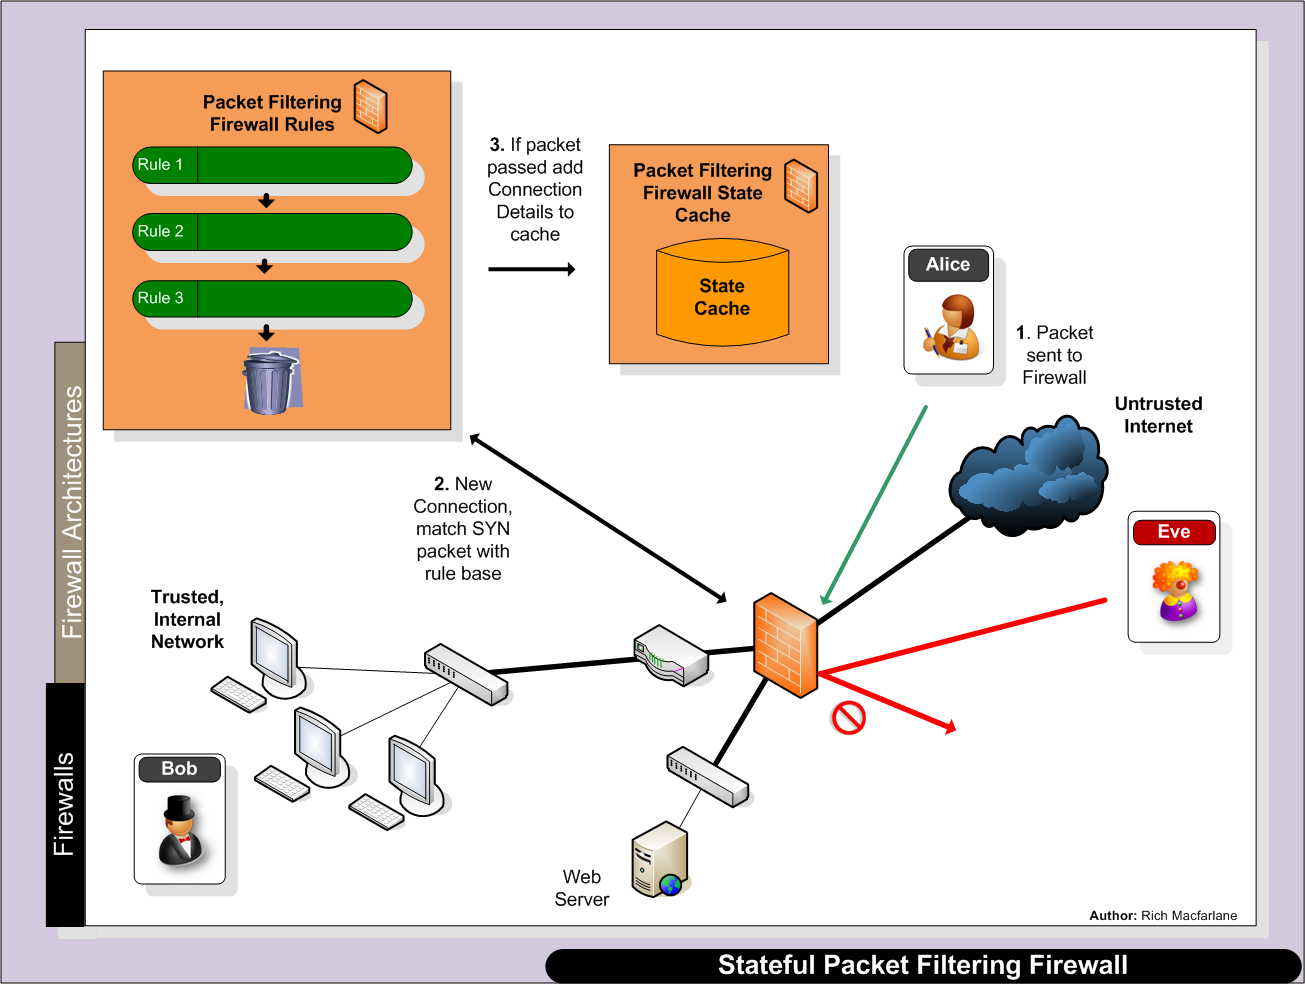 Packet Filtering
Firewall Rules
Rule 1
Rule 2
Rule 3
3. If packet
passed add
Connection
Details to
cache
Packet Filtering
Firewall State
Cache
State
Cache
Alice
1. Packet
sent to
Firewall
Untrusted
Internet
Eve
2. New
Connection,
match SYN
packet with
rule base
Trusted,
Internal
Network
Bob
Web
Server
Firewall Architectures
Firewalls
Author: Rich Macfarlane
Stateful Packet Filtering Firewall